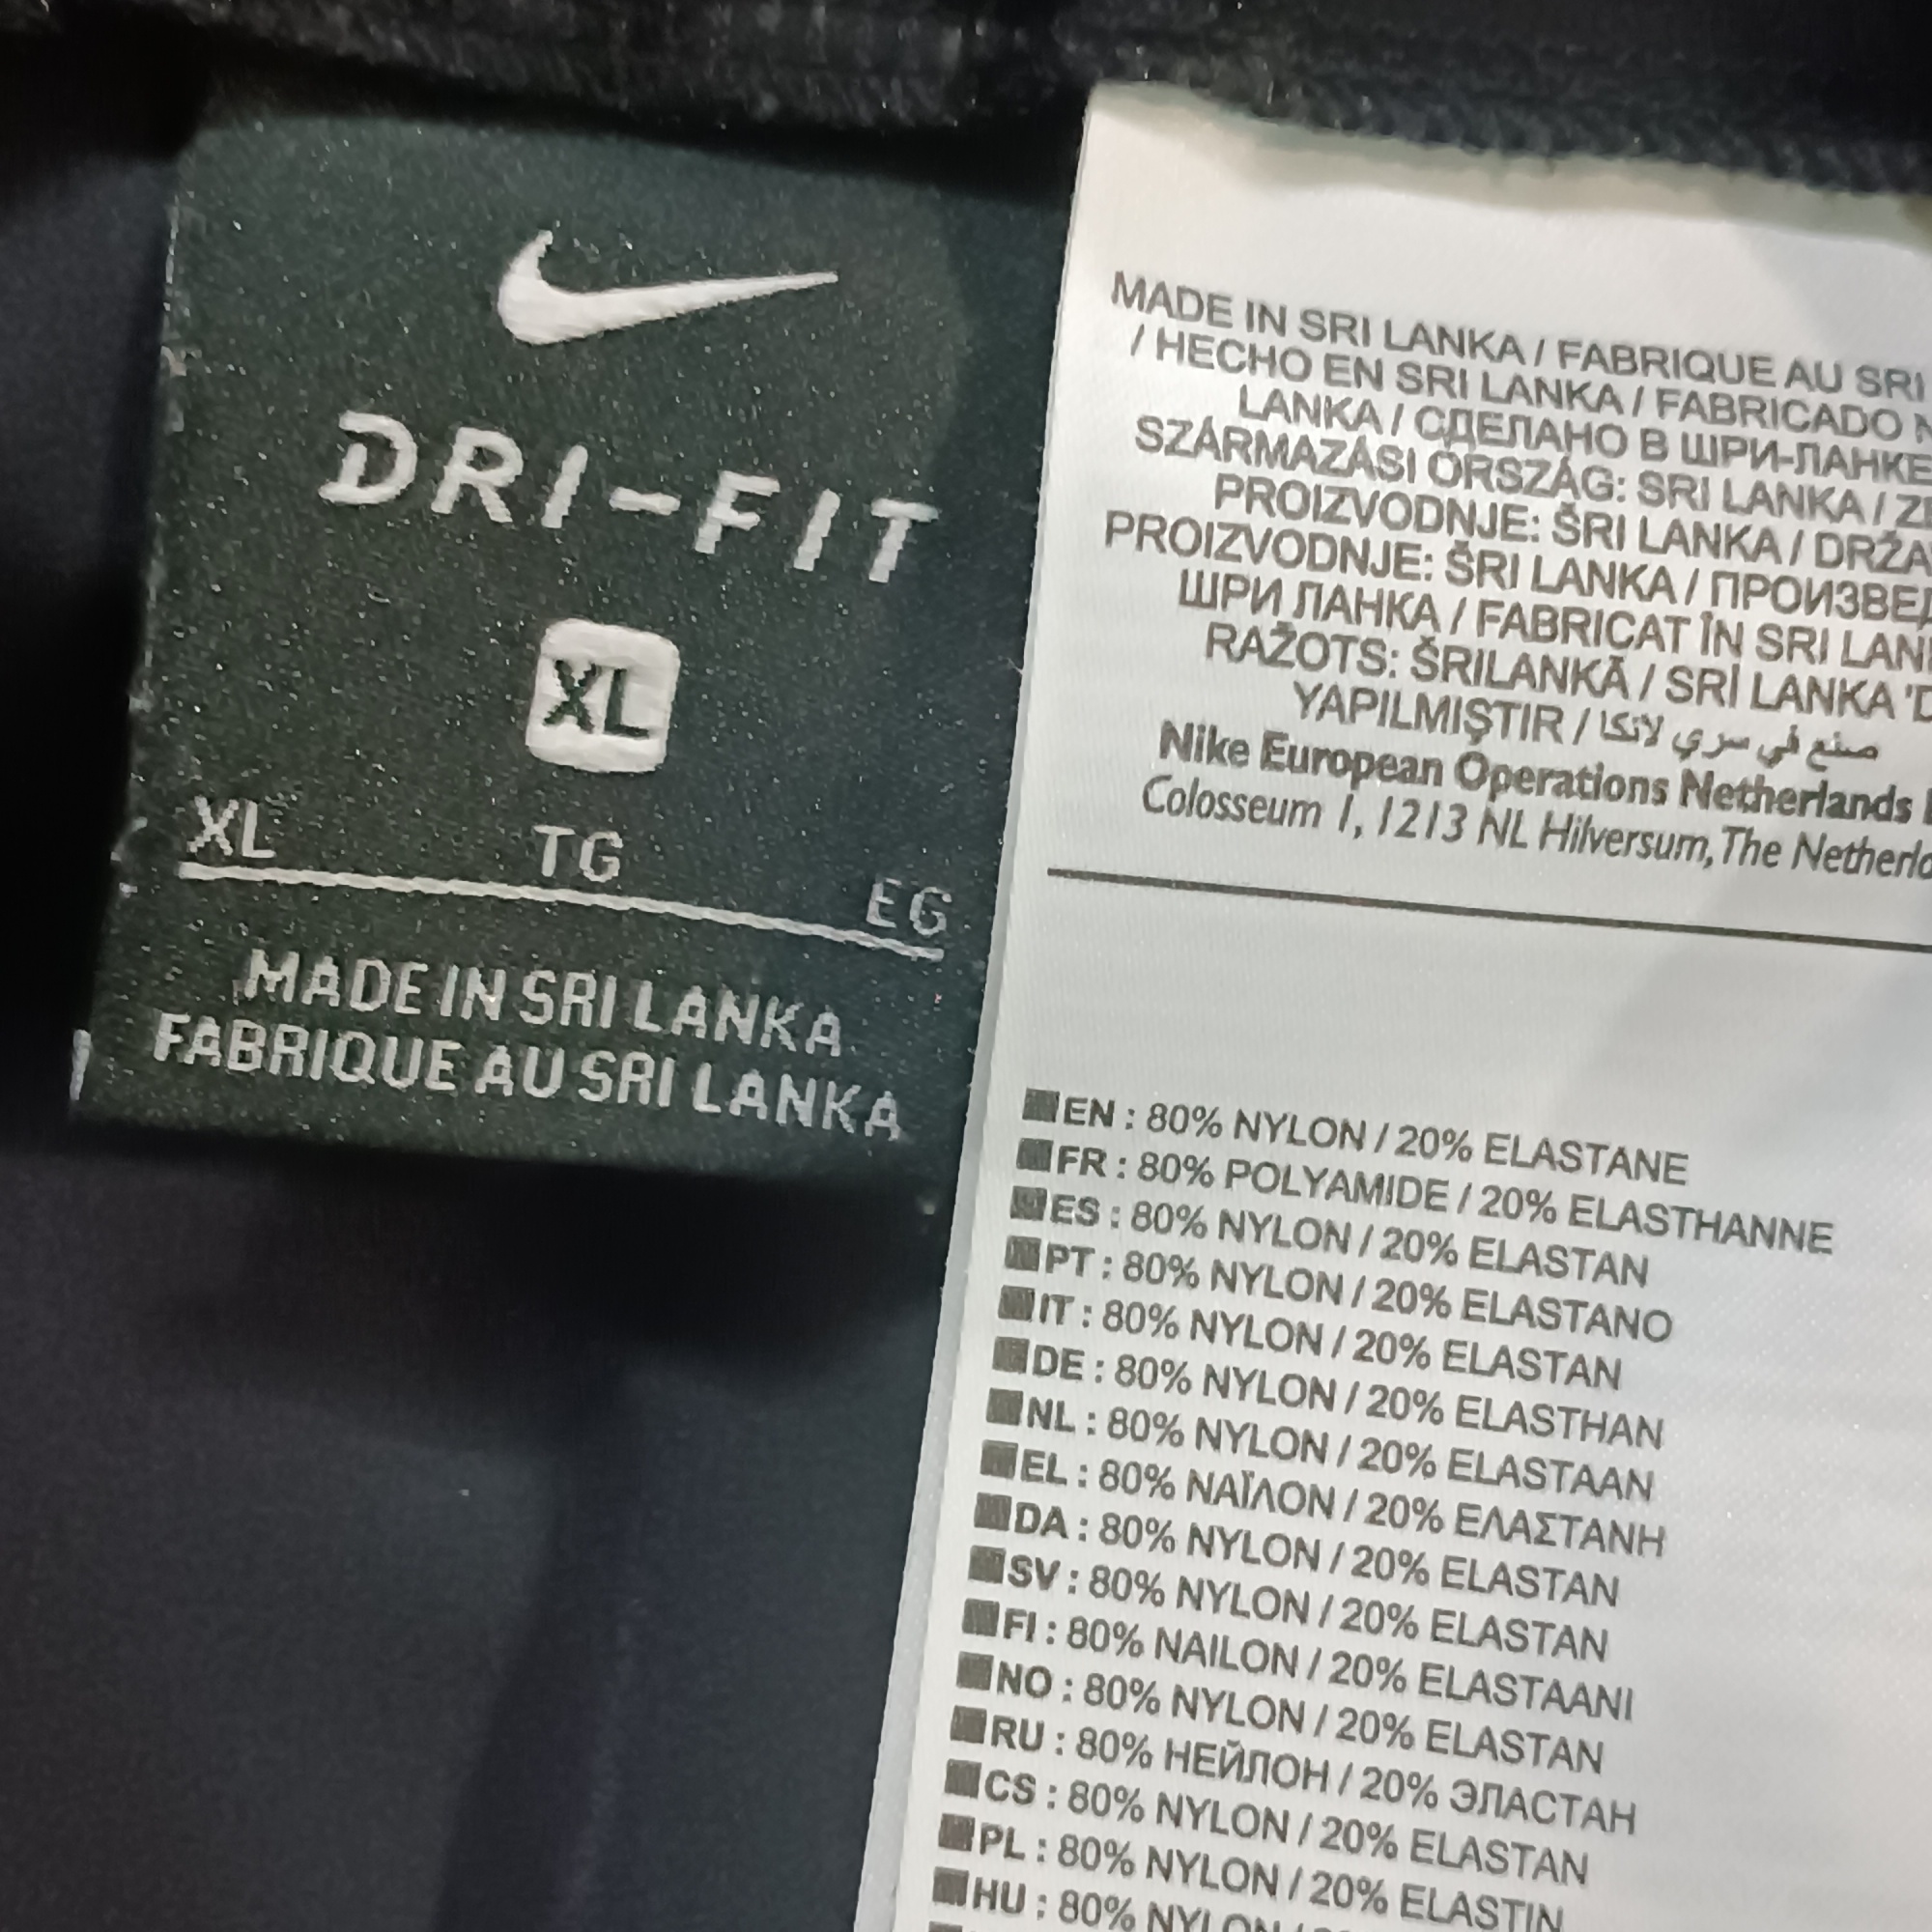 DRI-FIT
XL
XL TG EG
MADE IN SRI LANKA
FABRIQUE AU SRI LANKA
MADE IN SRI LANKA / FABRIQUE AU SRI
/ HECHO EN SRI LANKA / FABRICADO
LANKA / СДЕЛАНО В ШРИ-ЛАНКЕ
SZÁRMAZÁSI ORSZÁG: SRI LANKA /
PROIZVODNJE: ŠRI LANKA /
PROIZVODNJE: ŠRI LANKA /
ШРИ ЛАНКА / FABRICAT ÎN SRI
RAŽOTS: ŠRILANKĀ / SRİ LANKA
YAPILMIŞTIR / صنع في سري لانكا
Nike European Operations Netherlands
Colosseum 1, 1213 NL Hilversum, The
EN : 80% NYLON / 20% ELASTANE
FR : 80% POLYAMIDE / 20% ELASTHANNE
ES : 80% NYLON / 20% ELASTAN
PT : 80% NYLON / 20% ELASTANO
IT : 80% NYLON / 20% ELASTAN
DE : 80% NYLON / 20% ELASTHAN
NL : 80% NYLON / 20% ELASTAAN
EL : 80% ΝΑΪΛΟΝ / 20% ΕΛΑΣΤΑΝΗ
DA : 80% NYLON / 20% ELASTAN
SV : 80% NYLON / 20% ELASTAN
FI : 80% NAILON / 20% ELASTAANI
NO : 80% NYLON / 20% ELASTAN
RU : 80% НЕЙЛОН / 20% ЭЛАСТАН
CS : 80% NYLON / 20% ELASTAN
PL : 80% NYLON / 20% ELASTIN
HU : 80% NYLON